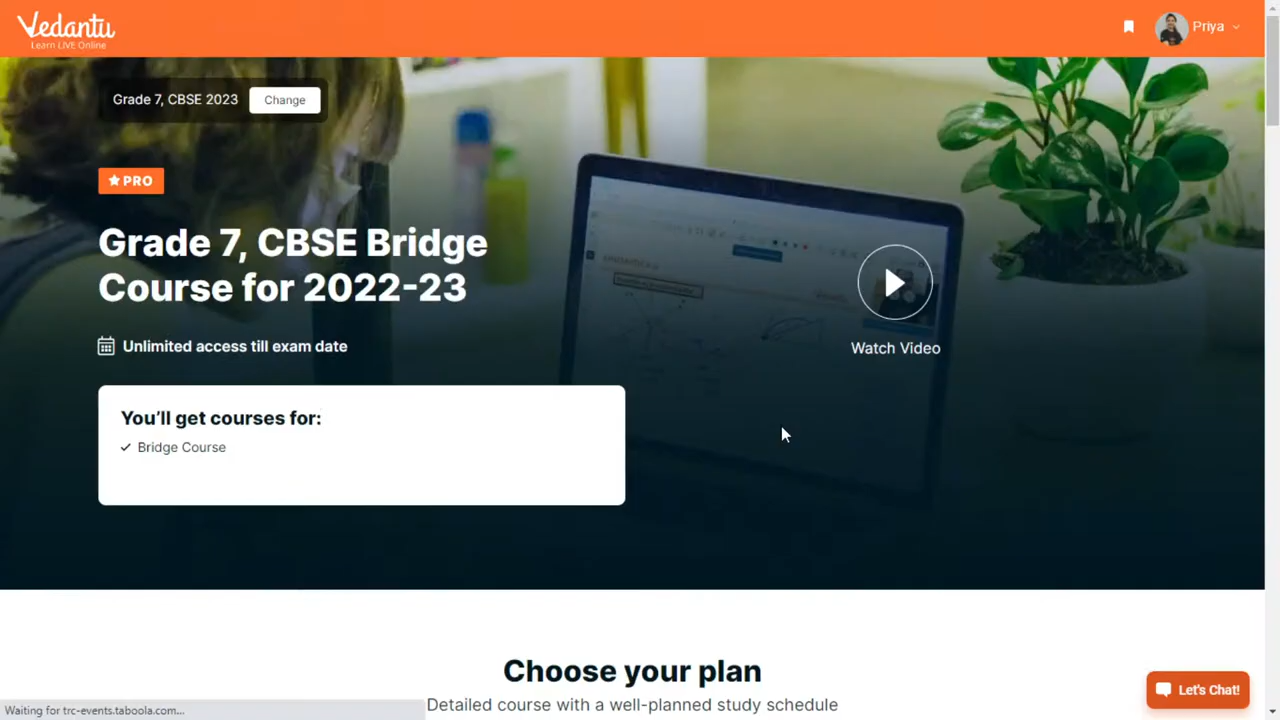 Vedantu
Learn LIVE Online
Priya
Grade 7, CBSE 2023
Change
PRO
Grade 7, CBSE Bridge
Course for 2022-23
Unlimited access till exam date
Watch Video
You’ll get courses for:
Bridge Course
Choose your plan
Detailed course with a well-planned study schedule
Let's Chat!
Waiting for trc-events.taboola.com...